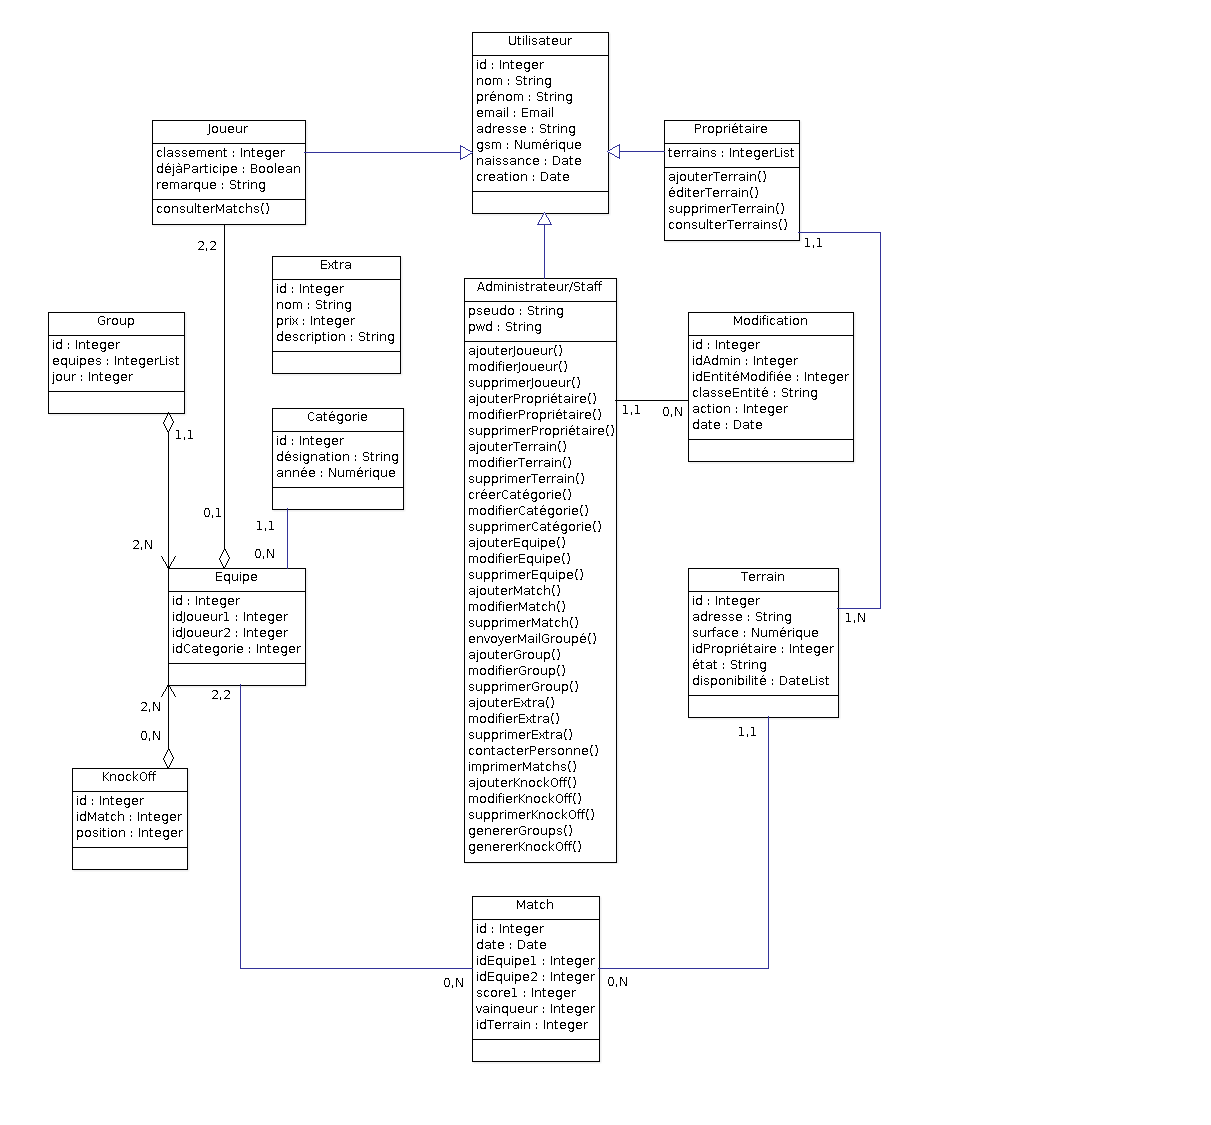 Utilisateur
id : Integer
nom : String
prénom : String
email : Email
adresse : String
gsm : Numérique
naissance : Date
creation : Date
Joueur
classement : Integer
déjàParticipe : Boolean
remarque : String
consulterMatchs()
2,2
Propriétaire
terrains : IntegerList
ajouterTerrain()
éditerTerrain()
supprimerTerrain()
consulterTerrains()
1,1
Extra
id : Integer
nom : String
prix : Integer
description : String
Group
id : Integer
equipes : IntegerList
jour : Integer
1,1
2,N
Catégorie
id : Integer
désignation : String
année : Numérique
1,1
0,N
0,1
Administrateur/Staff
pseudo : String
pwd : String
ajouterJoueur()
modifierJoueur()
supprimerJoueur()
ajouterPropriétaire()
modifierPropriétaire()
supprimerPropriétaire()
ajouterTerrain()
modifierTerrain()
supprimerTerrain()
créerCatégorie()
modifierCatégorie()
supprimerCatégorie()
ajouterEquipe()
modifierEquipe()
supprimerEquipe()
ajouterMatch()
modifierMatch()
supprimerMatch()
envoyerMailGroupé()
ajouterGroup()
modifierGroup()
supprimerGroup()
ajouterExtra()
modifierExtra()
supprimerExtra()
contacterPersonne()
imprimerMatchs()
ajouterKnockOff()
modifierKnockOff()
supprimerKnockOff()
genererGroups()
genererKnockOff()
1,1
0,N
Modification
id : Integer
idAdmin : Integer
idEntitéModifiée : Integer
classeEntité : String
action : Integer
date : Date
Equipe
id : Integer
idJoueur1 : Integer
idJoueur2 : Integer
idCategorie : Integer
2,2
2,N
0,N
Terrain
id : Integer
adresse : String
surface : Numérique
idPropriétaire : Integer
état : String
disponibilité : DateList
1,N
1,1
KnockOff
id : Integer
idMatch : Integer
position : Integer
Match
id : Integer
date : Date
idEquipe1 : Integer
idEquipe2 : Integer
score1 : Integer
vainqueur : Integer
idTerrain : Integer
0,N
0,N